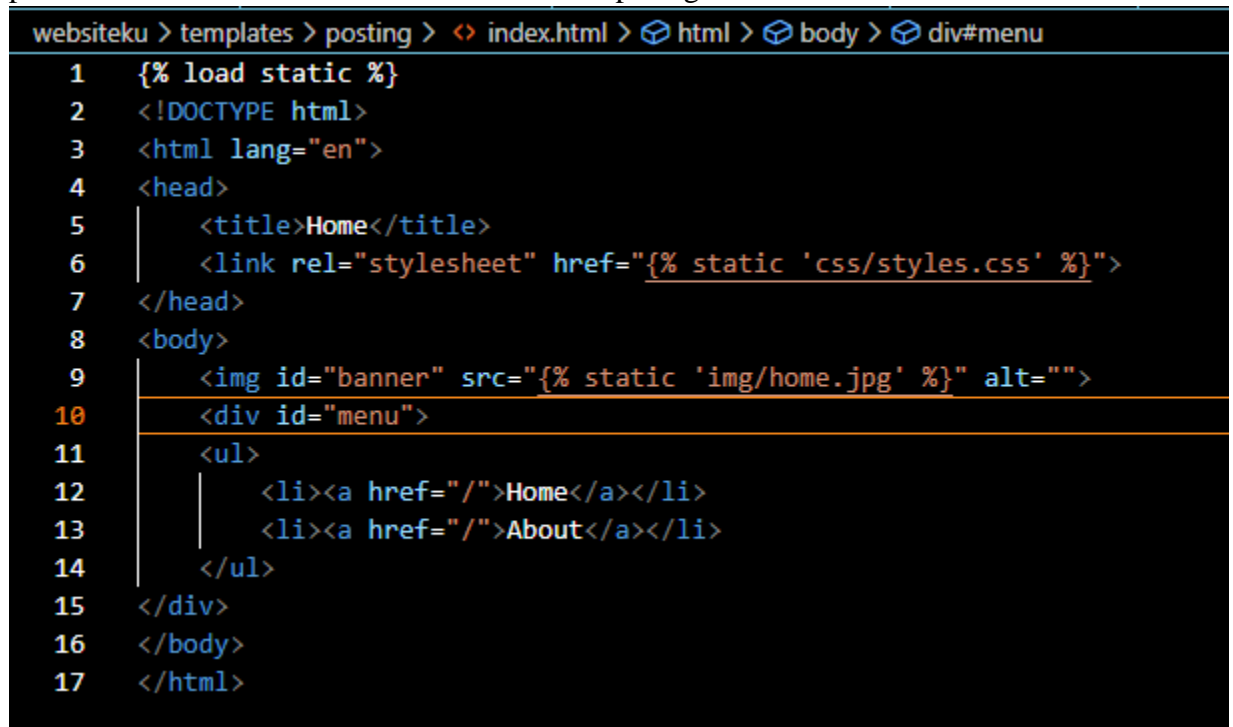 websiteku > templates > posting > <> index.html > html > body > div#menu
1 {% load static %}
2 <!DOCTYPE html>
3 <html lang="en">
4 <head>
5 <title>Home</title>
6 <link rel="stylesheet" href="{% static 'css/styles.css' %}">
7 </head>
8 <body>
9 <img id="banner" src="{% static 'img/home.jpg' %}" alt="">
10 <div id="menu">
11 <ul>
12 <li><a href="/">Home</a></li>
13 <li><a href="/">About</a></li>
14 </ul>
15 </div>
16 </body>
17 </html>